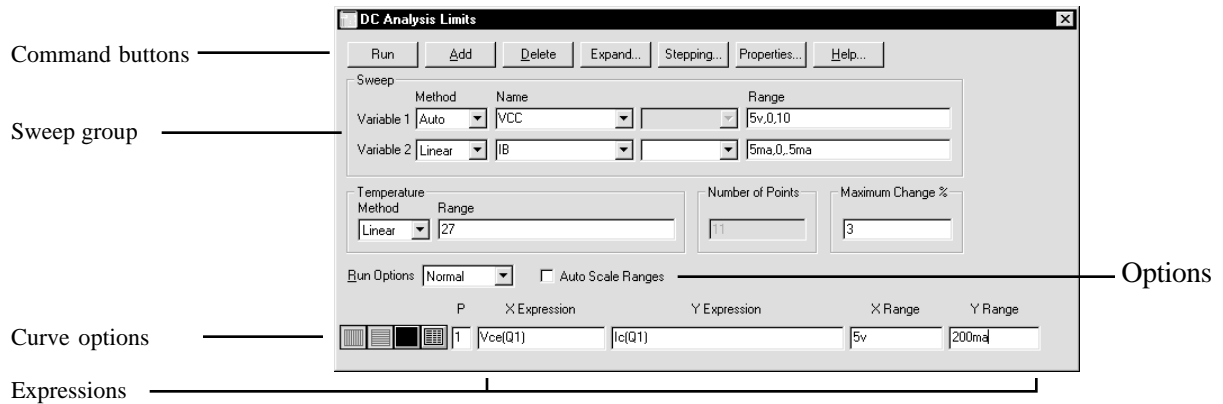 DC Analysis Limits
Command buttons
Run Add Delete Expand... Stepping... Properties... Help...
Sweep
Method Name Range
Sweep group
Variable 1 Auto VCC 5v,0,10
Variable 2 Linear IB 5ma,0,.5ma
Temperature Number of Points Maximum Change %
Method Range
Linear 27 11 3
Run Options Normal Auto Scale Ranges
Options
P X Expression Y Expression X Range Y Range
Curve options
1 Vce(Q1) Ic(Q1) 5v 200ma
Expressions